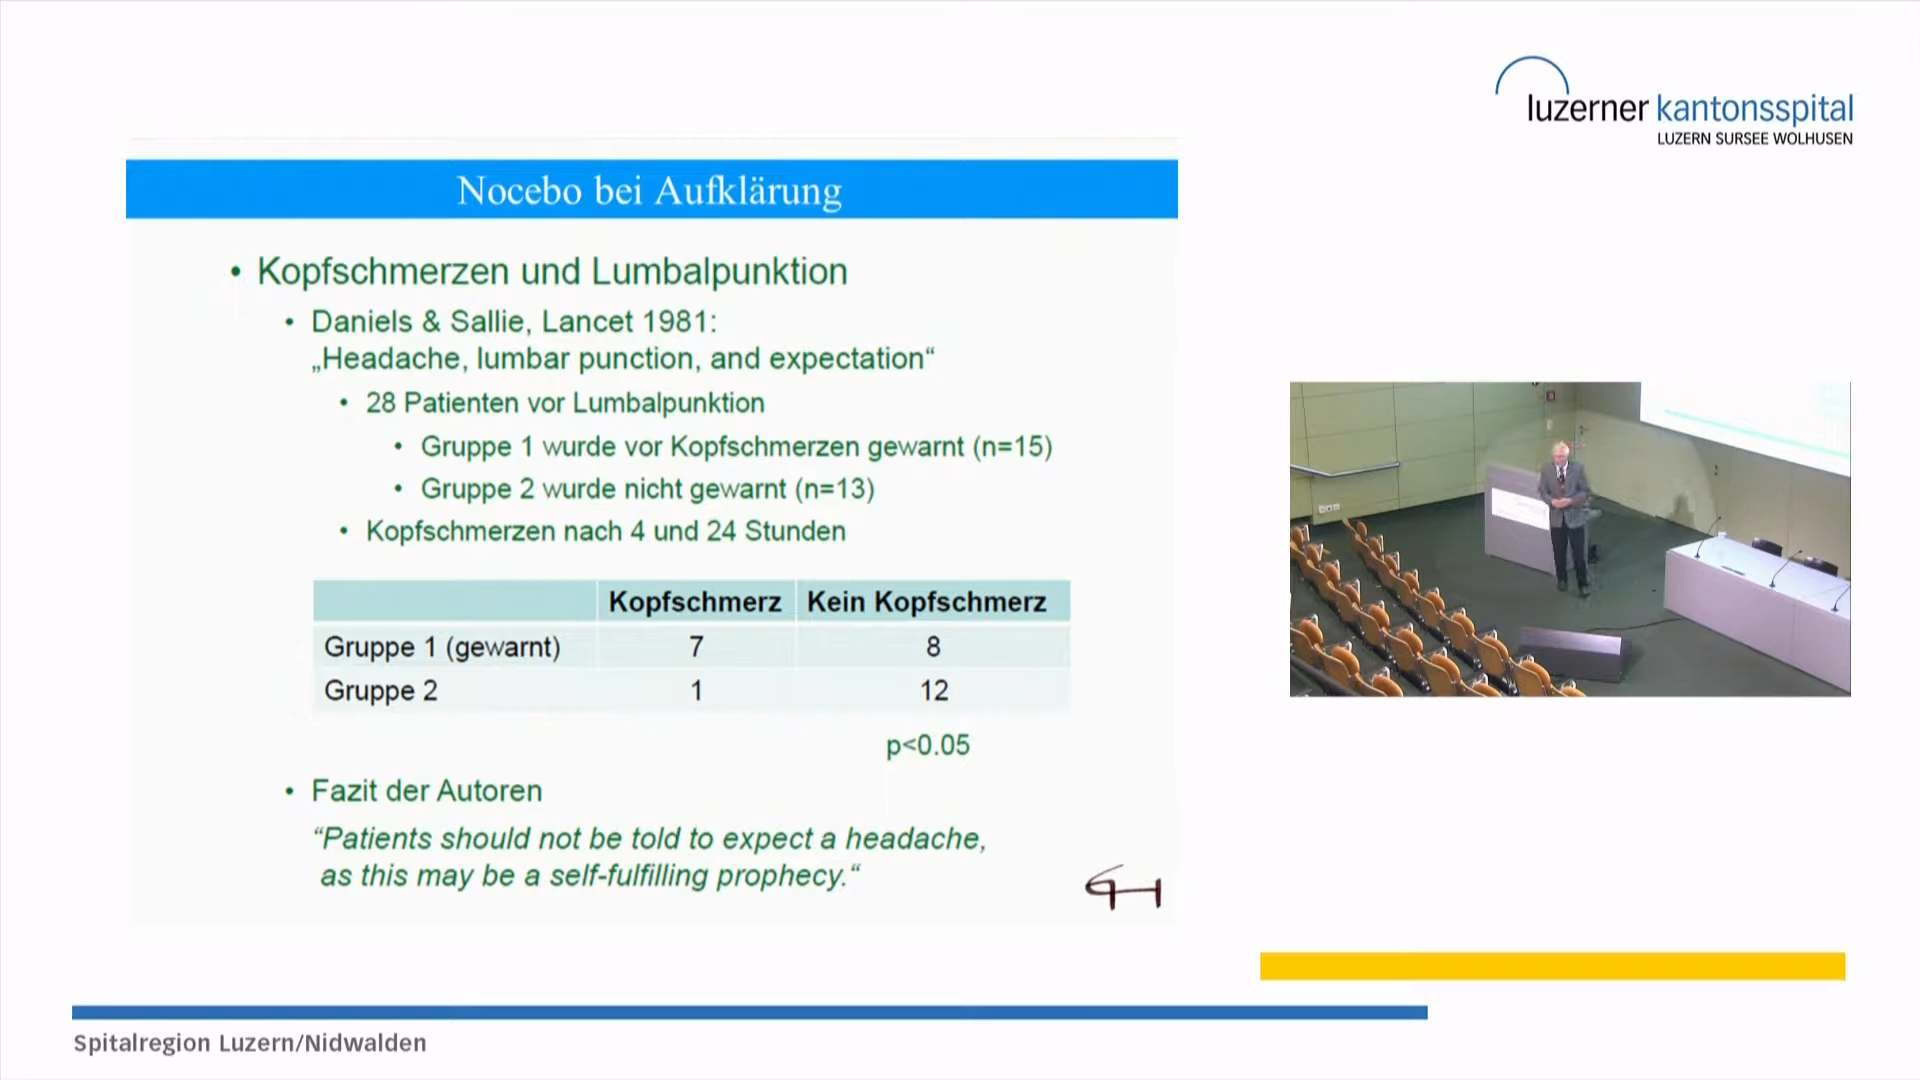 luzerner kantonsspital
LUZERN SURSEE WOLHUSEN
Nocebo bei Aufklärung
• Kopfschmerzen und Lumbalpunktion
• Daniels & Sallie, Lancet 1981:
„Headache, lumbar punction, and expectation“
• 28 Patienten vor Lumbalpunktion
• Gruppe 1 wurde vor Kopfschmerzen gewarnt (n=15)
• Gruppe 2 wurde nicht gewarnt (n=13)
• Kopfschmerzen nach 4 und 24 Stunden
Kopfschmerz Kein Kopfschmerz
Gruppe 1 (gewarnt) 7 8
Gruppe 2 1 12
p<0.05
• Fazit der Autoren
“Patients should not be told to expect a headache,
as this may be a self-fulfilling prophecy.“
Spitalregion Luzern/Nidwalden